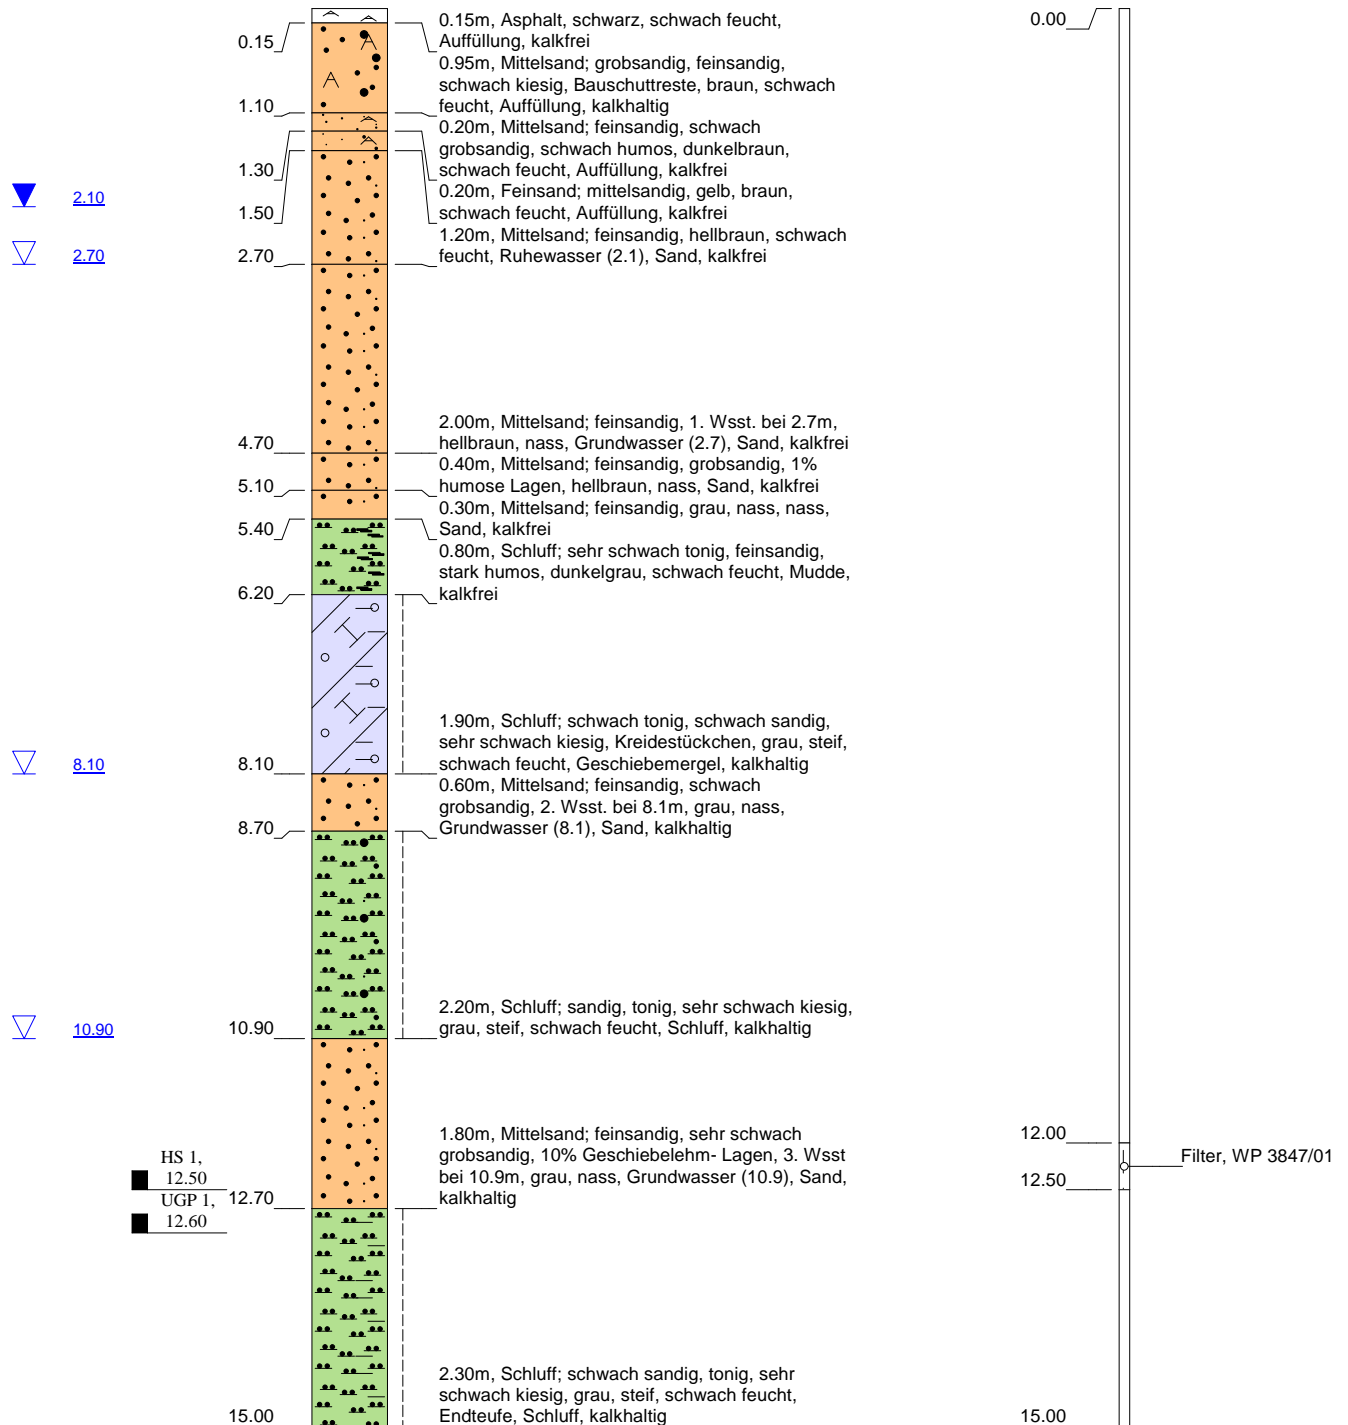 0.15m, Asphalt, schwarz, schwach feucht,
Auffüllung, kalkfrei
0.15
0.95m, Mittelsand; grobsandig, feinsandig,
schwach kiesig, Bauschuttreste, braun, schwach
feucht, Auffüllung, kalkhaltig
1.10
0.20m, Mittelsand; feinsandig, schwach
grobsandig, schwach humos, dunkelbraun,
schwach feucht, Auffüllung, kalkfrei
1.30
0.20m, Feinsand; mittelsandig, gelb, braun,
schwach feucht, Auffüllung, kalkfrei
1.50
2.10
1.20m, Mittelsand; feinsandig, hellbraun, schwach
feucht, Ruhewasser (2.1), Sand, kalkfrei
2.70
2.70
2.00m, Mittelsand; feinsandig, 1. Wsst. bei 2.7m,
hellbraun, nass, Grundwasser (2.7), Sand, kalkfrei
4.70
0.40m, Mittelsand; feinsandig, grobsandig, 1%
humose Lagen, hellbraun, nass, Sand, kalkfrei
5.10
0.30m, Mittelsand; feinsandig, grau, nass, nass,
Sand, kalkfrei
5.40
0.80m, Schluff; sehr schwach tonig, feinsandig,
stark humos, dunkelgrau, schwach feucht, Mudde,
kalkfrei
6.20
1.90m, Schluff; schwach tonig, schwach sandig,
sehr schwach kiesig, Kreidestückchen, grau, steif,
schwach feucht, Geschiebemergel, kalkhaltig
8.10
8.10
0.60m, Mittelsand; feinsandig, schwach
grobsandig, 2. Wsst. bei 8.1m, grau, nass,
Grundwasser (8.1), Sand, kalkhaltig
8.70
2.20m, Schluff; sandig, tonig, sehr schwach kiesig,
grau, steif, schwach feucht, Schluff, kalkhaltig
10.90
10.90
1.80m, Mittelsand; feinsandig, sehr schwach
grobsandig, 10% Geschiebelehm- Lagen, 3. Wsst
bei 10.9m, grau, nass, Grundwasser (10.9), Sand,
kalkhaltig
HS 1,
12.50
12.70
UGP 1,
12.60
2.30m, Schluff; schwach sandig, tonig, sehr
schwach kiesig, grau, steif, schwach feucht,
Endteufe, Schluff, kalkhaltig
15.00
0.00
12.00
Filter, WP 3847/01
12.50
15.00